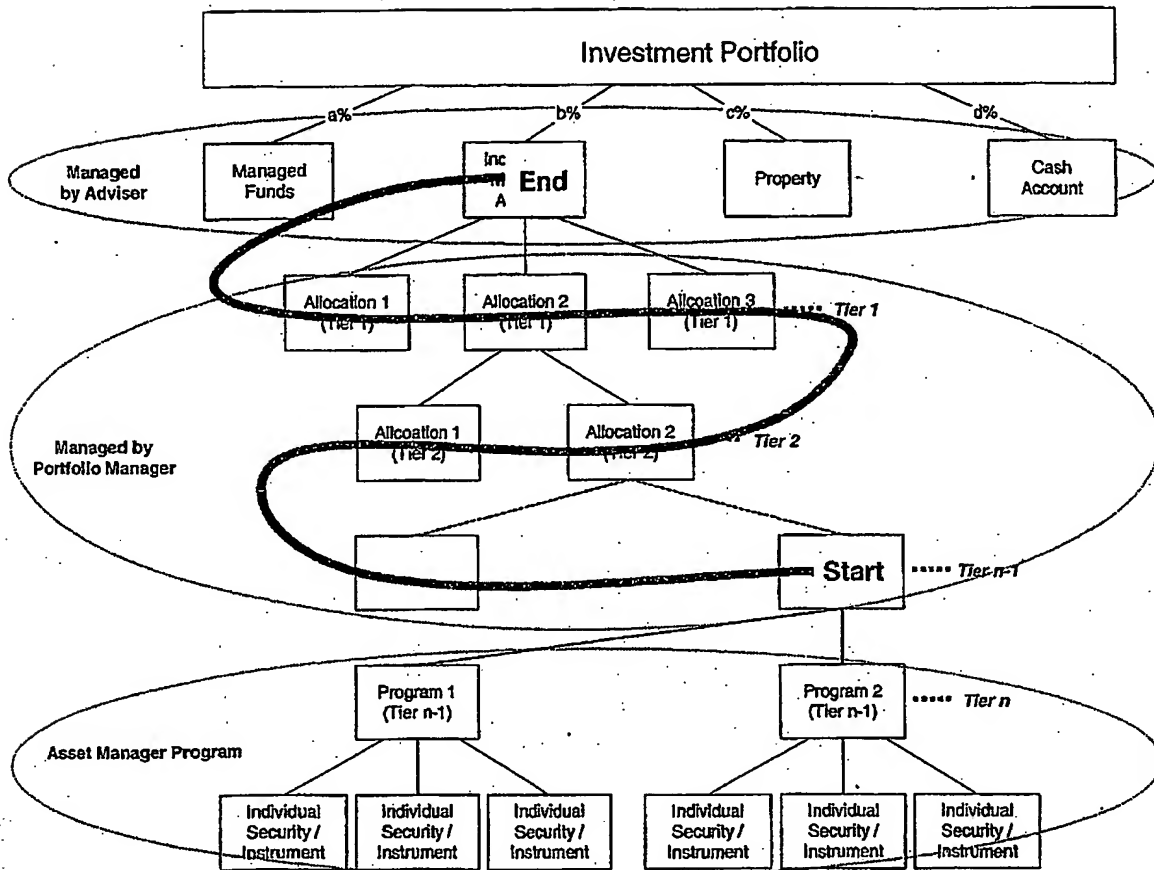 Investment Portfolio
a%
b%
c%
d%
Managed
by Adviser
Managed
Funds
Inc
End
A
Property
Cash
Account
Allocation 1
(Tier 1)
Allocation 2
(Tier 1)
Allcoation 3
(Tier 1)
Tier 1
Managed by
Portfolio Manager
Allcoation 1
(Tier 2)
Allocation 2
(Tier 2)
Tier 2
Start
Tier n-1
Asset Manager Program
Program 1
(Tier n-1)
Program 2
(Tier n-1)
Tier n
Individual
Security /
Instrument
Individual
Security /
Instrument
Individual
Security /
Instrument
Individual
Security /
Instrument
Individual
Security /
Instrument
Individual
Security /
Instrument